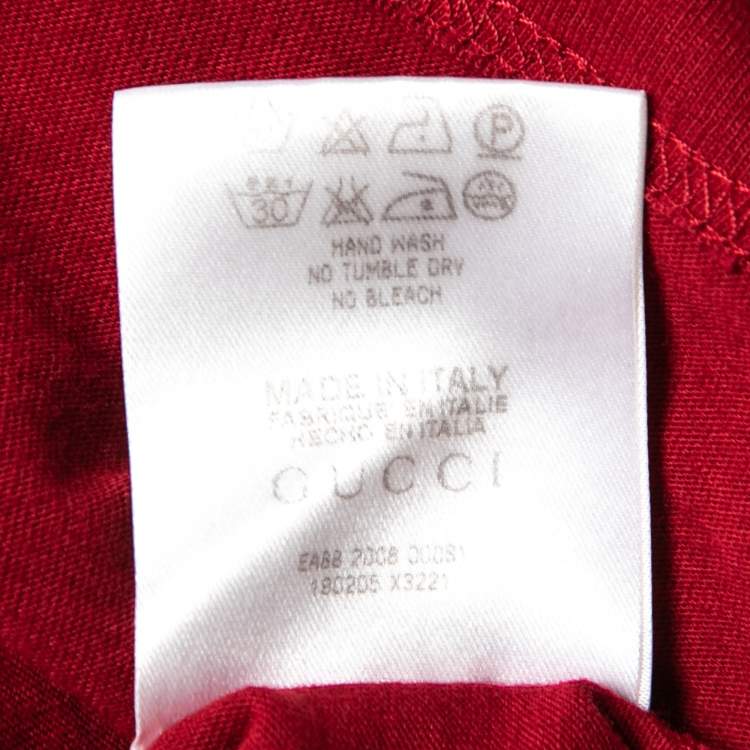 P
30
HAND WASH
NO TUMBLE DRY
NO BLEACH
MADE IN ITALY
FABRIQUE EN ITALIE
HECHO EN ITALIA
GUCCI
2008
190205 X3221